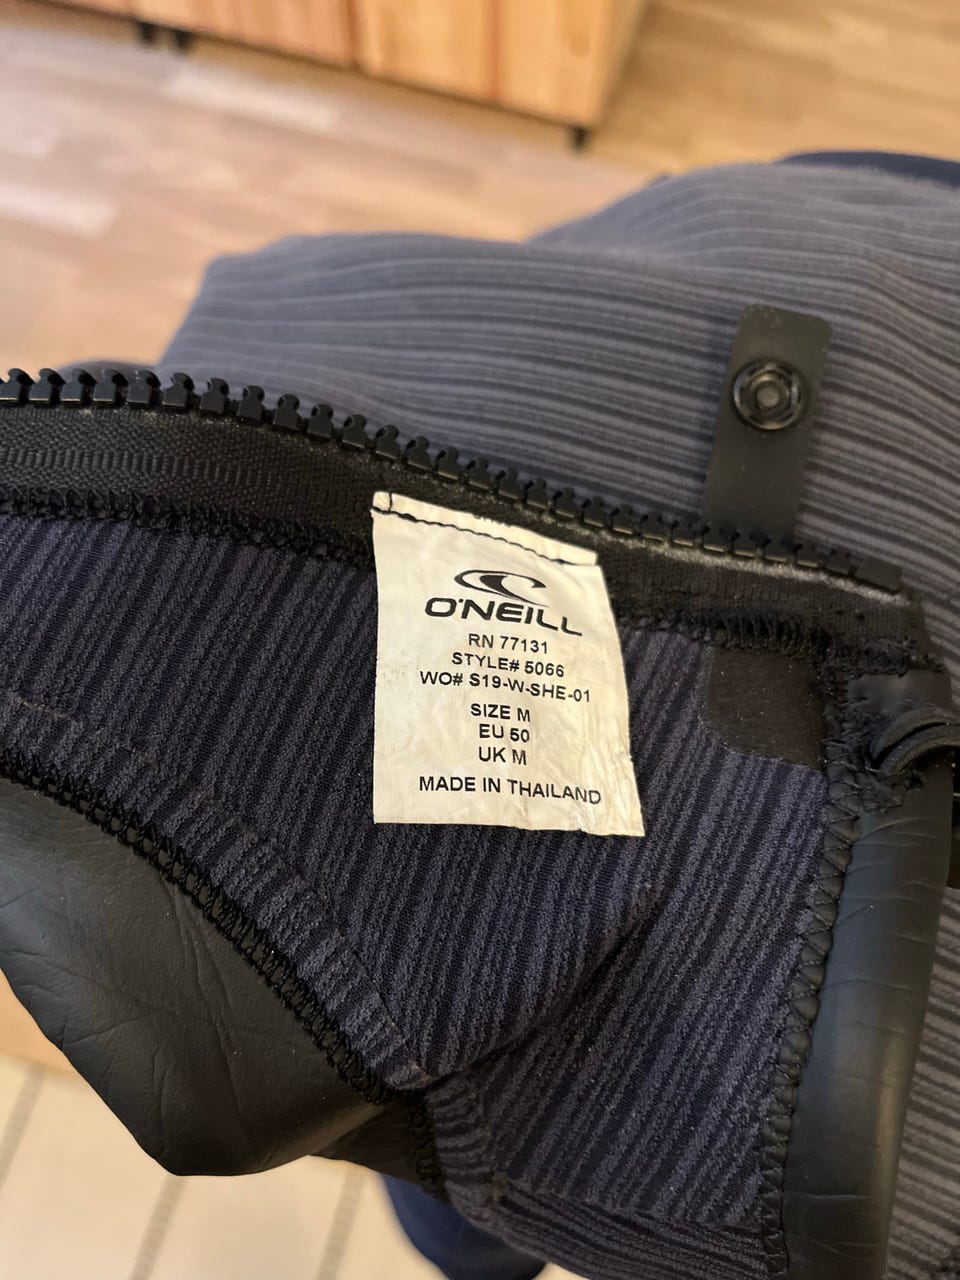 O'NEILL
RN 77131
STYLE# 5066
WO# S19-W-SHE-01
SIZE M
EU 50
UK M
MADE IN THAILAND